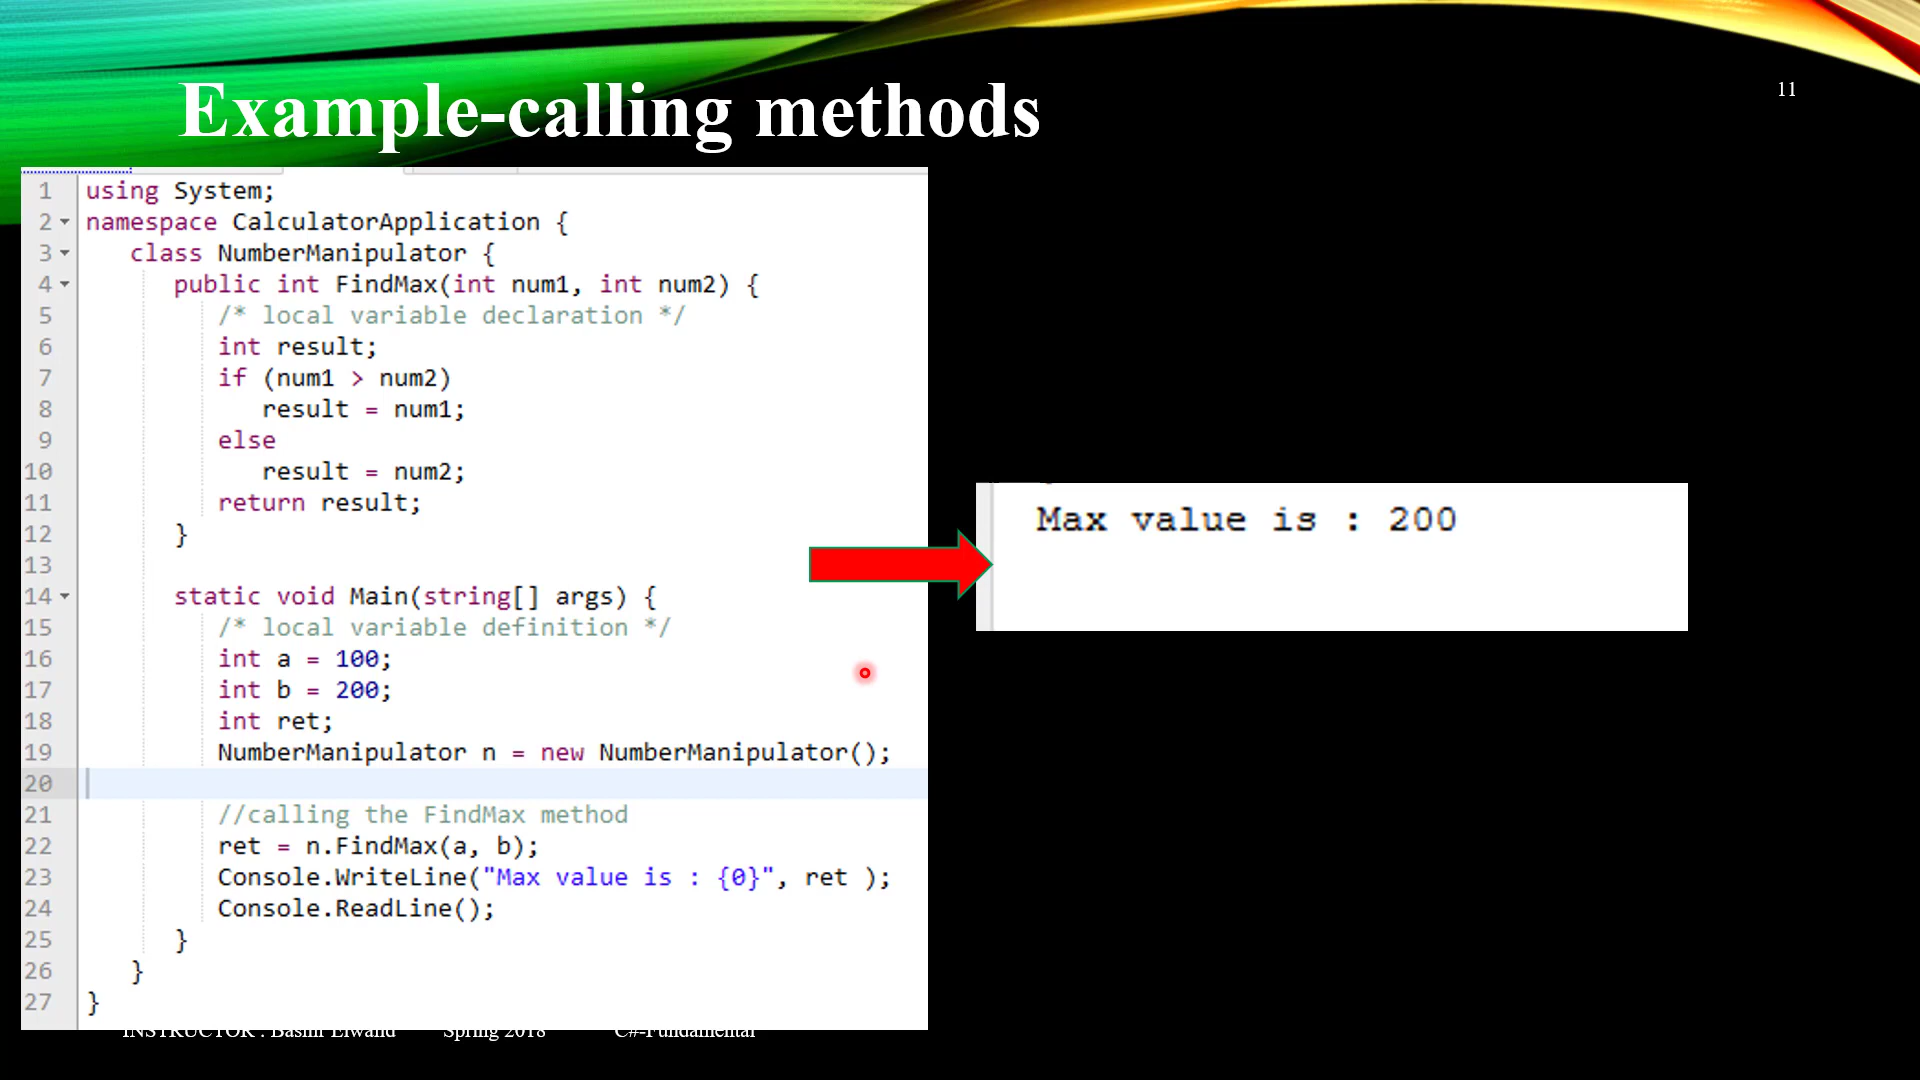 Example-calling methods
11
1 using System;
2 namespace CalculatorApplication {
3 class NumberManipulator {
4 public int FindMax(int num1, int num2) {
5 /* local variable declaration */
6 int result;
7 if (num1 > num2)
8 result = num1;
9 else
10 result = num2;
11 return result;
12 }
13
14 static void Main(string[] args) {
15 /* local variable definition */
16 int a = 100;
17 int b = 200;
18 int ret;
19 NumberManipulator n = new NumberManipulator();
20
21 //calling the FindMax method
22 ret = n.FindMax(a, b);
23 Console.WriteLine("Max value is : {0}", ret );
24 Console.ReadLine();
25 }
26 }
27 }
Max value is : 200
INSTRUCTOR : Spring 2018 C#-Fundamental